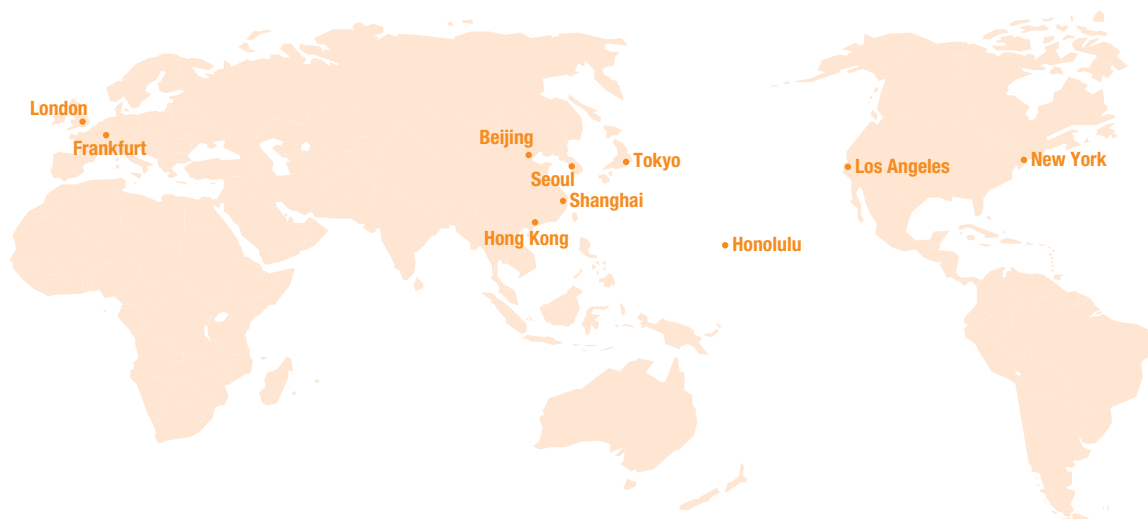 London
Frankfurt
Beijing
Tokyo
Seoul
Shanghai
Hong Kong
Honolulu
Los Angeles
New York